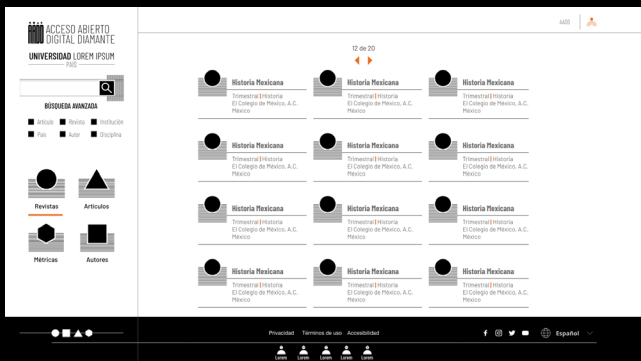 ACCESO ABIERTO
DIGITAL DIAMANTE
UNIVERSIDAD LOREM IPSUM
PAÍS
BÚSQUEDA AVANZADA
Artículo Revista Institución
País Autor Disciplina
Revistas Artículos
Métricas Autores
12 de 20
Historia Mexicana
Trimestral | Historia
El Colegio de México, A.C.
México
Historia Mexicana
Trimestral | Historia
El Colegio de México, A.C.
México
Historia Mexicana
Trimestral | Historia
El Colegio de México, A.C.
México
Historia Mexicana
Trimestral | Historia
El Colegio de México, A.C.
México
Historia Mexicana
Trimestral | Historia
El Colegio de México, A.C.
México
Historia Mexicana
Trimestral | Historia
El Colegio de México, A.C.
México
Historia Mexicana
Trimestral | Historia
El Colegio de México, A.C.
México
Historia Mexicana
Trimestral | Historia
El Colegio de México, A.C.
México
Historia Mexicana
Trimestral | Historia
El Colegio de México, A.C.
México
Historia Mexicana
Trimestral | Historia
El Colegio de México, A.C.
México
Historia Mexicana
Trimestral | Historia
El Colegio de México, A.C.
México
Historia Mexicana
Trimestral | Historia
El Colegio de México, A.C.
México
Privacidad Términos de uso Accesibilidad
Español
Lorem Lorem Lorem Lorem Lorem